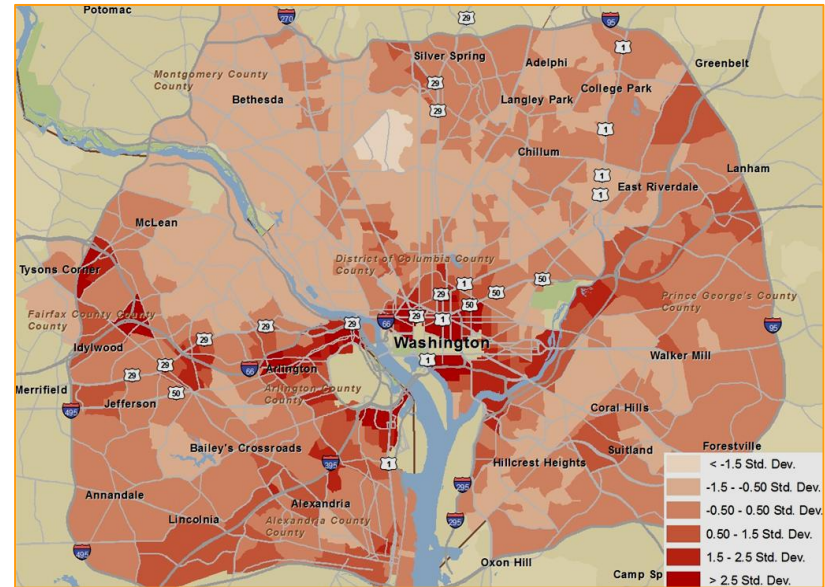 Potomac
270
29
95
Silver Spring
Adelphi
1
Greenbelt
Montgomery County
County
29
College Park
Bethesda
Langley Park
29
1
Chillum
Lanham
1
East Riverdale
1
McLean
District of Columbia County
County
Tysons Corner
50
1
29
50
Prince George's County
County
Fairfax County County
County
29
29
66
29
1
95
29
Washington
Idylwood
1
Walker Mill
29
66
Arlington
29
50
Arlington County
County
Merrifield
495
Jefferson
Coral Hills
Bailey's Crossroads
Suitland
Forestville
395
1
Hillcrest Heights
< -1.5 Std. Dev.
-1.5 - -0.50 Std. Dev.
-0.50 - 0.50 Std. Dev.
0.50 - 1.5 Std. Dev.
1.5 - 2.5 Std. Dev.
> 2.5 Std. Dev.
295
Annandale
Alexandria
Lincolnia
Alexandria County
County
295
495
Oxon Hill
Camp Sp